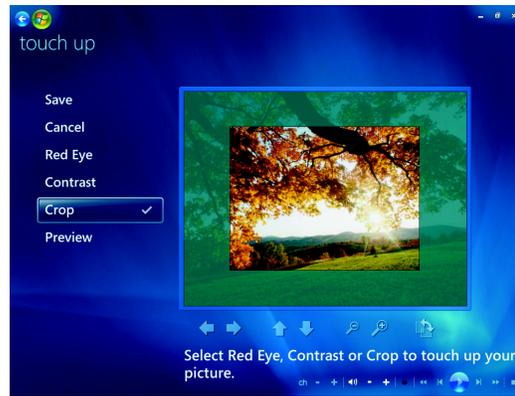 touch up
Save
Cancel
Red Eye
Contrast
Crop
Preview
Select Red Eye, Contrast or Crop to touch up your
picture.
ch - +
- +